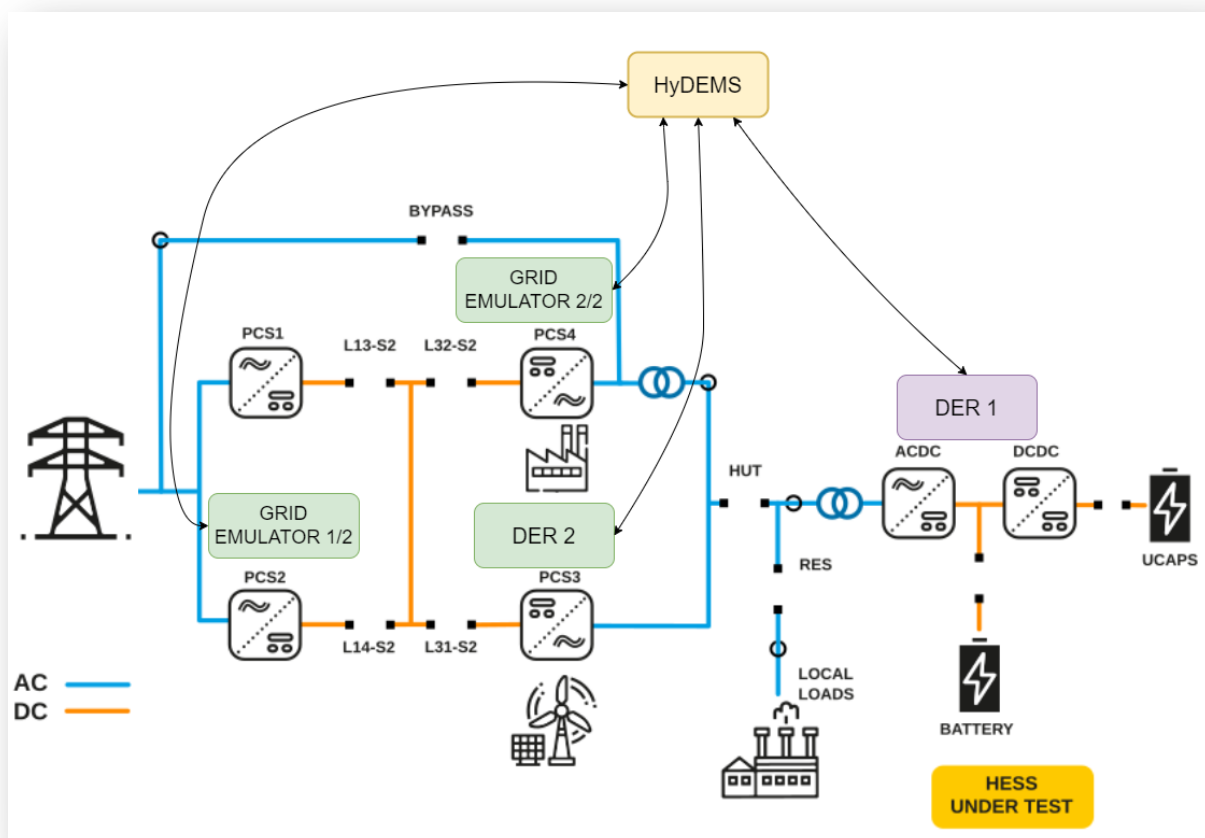 HyDEMS
BYPASS
GRID
EMULATOR 2/2
PCS1
L13-S2
L32-S2
PCS4
DER 1
ACDC
DCDC
HUT
GRID
EMULATOR 1/2
DER 2
RES
UCAPS
PCS2
PCS3
L14-S2
L31-S2
AC
DC
LOCAL
LOADS
BATTERY
HESS
UNDER TEST